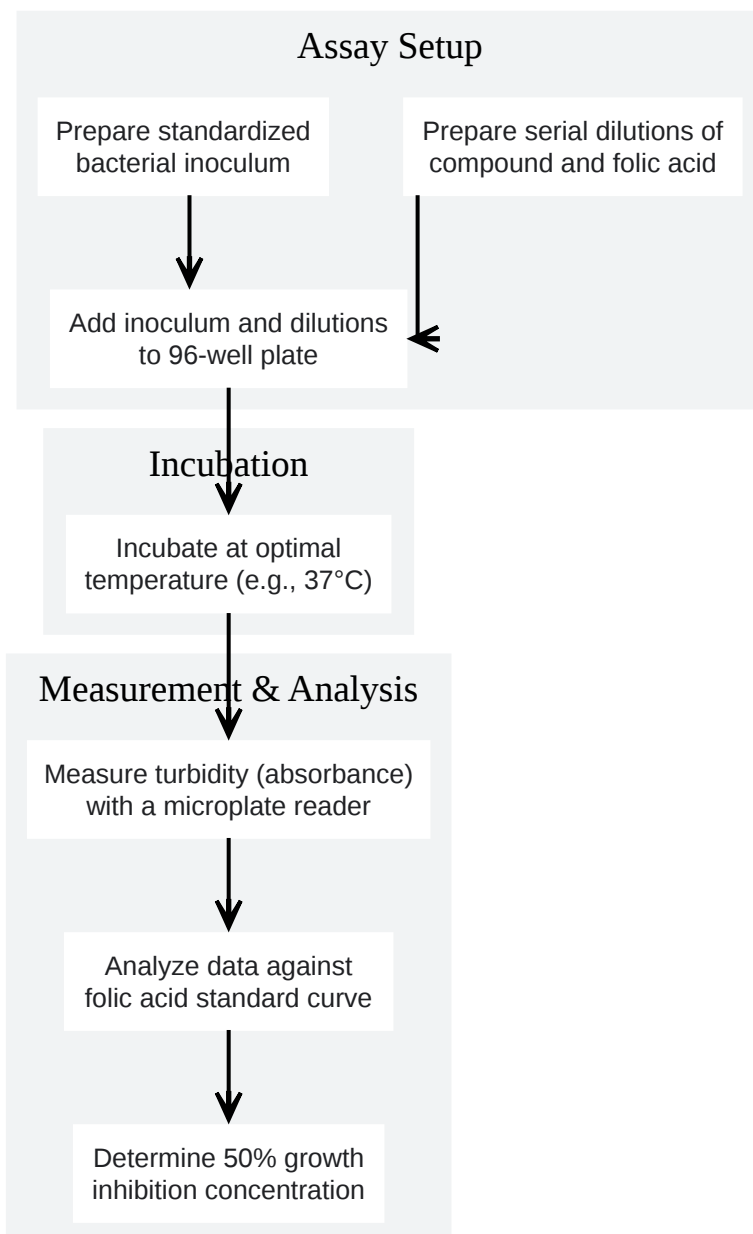 Assay Setup
Prepare standardized
bacterial inoculum
Prepare serial dilutions of
compound and folic acid
Add inoculum and dilutions
to 96-well plate
Incubation
Incubate at optimal
temperature (e.g., 37°C)
Measurement & Analysis
Measure turbidity (absorbance)
with a microplate reader
Analyze data against
folic acid standard curve
Determine 50% growth
inhibition concentration